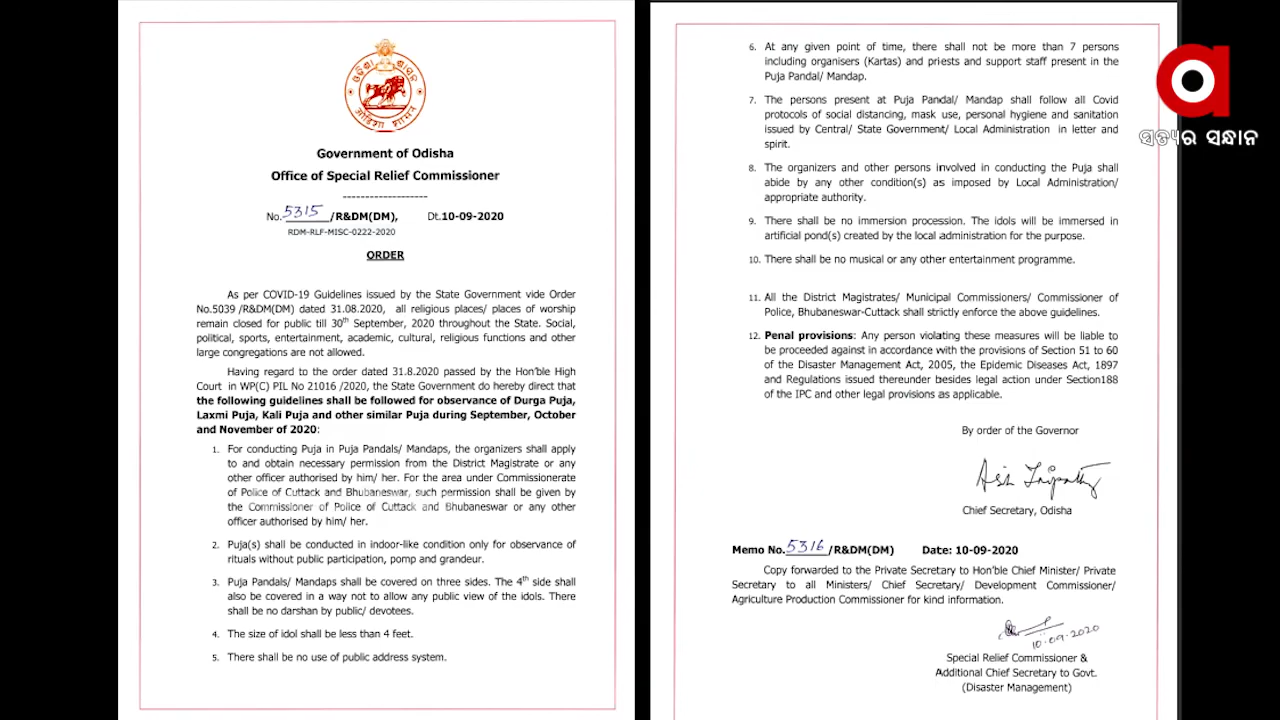 ଓଡ଼ିଶା ଶାସନ
ओडिशा शासन
Government of Odisha
Office of Special Relief Commissioner
--------------------
No. 5315 /R&DM(DM), Dt.10-09-2020
RDM-RLF-MISC-0222-2020
ORDER
As per COVID-19 Guidelines issued by the State Government vide Order
No.5039 /R&DM(DM) dated 31.08.2020, all religious places/ places of worship
remain closed for public till 30th September, 2020 throughout the State. Social,
political, sports, entertainment, academic, cultural, religious functions and other
large congregations are not allowed.
Having regard to the order dated 31.8.2020 passed by the Hon'ble High
Court in WP(C) PIL No 21016 /2020, the State Government do hereby direct that
the following guidelines shall be followed for observance of Durga Puja,
Laxmi Puja, Kali Puja and other similar Puja during September, October
and November of 2020:
1. For conducting Puja in Puja Pandals/ Mandaps, the organizers shall apply
to and obtain necessary permission from the District Magistrate or any
other officer authorised by him/ her. For the area under Commissionerate
of Police of Cuttack and Bhubaneswar, such permission shall be given by
the Commissioner of Police of Cuttack and Bhubaneswar or any other
officer authorised by him/ her.
2. Puja(s) shall be conducted in indoor-like condition only for observance of
rituals without public participation, pomp and grandeur.
3. Puja Pandals/ Mandaps shall be covered on three sides. The 4th side shall
also be covered in a way not to allow any public view of the idols. There
shall be no darshan by public/ devotees.
4. The size of idol shall be less than 4 feet.
5. There shall be no use of public address system.
6. At any given point of time, there shall not be more than 7 persons
including organisers (Kartas) and priests and support staff present in the
Puja Pandal/ Mandap.
7. The persons present at Puja Pandal/ Mandap shall follow all Covid
protocols of social distancing, mask use, personal hygiene and sanitation
issued by Central/ State Government/ Local Administration in letter and
spirit.
8. The organizers and other persons involved in conducting the Puja shall
abide by any other condition(s) as imposed by Local Administration/
appropriate authority.
9. There shall be no immersion procession. The idols will be immersed in
artificial pond(s) created by the local administration for the purpose.
10. There shall be no musical or any other entertainment programme.
11. All the District Magistrates/ Municipal Commissioners/ Commissioner of
Police, Bhubaneswar-Cuttack shall strictly enforce the above guidelines.
12. Penal provisions: Any person violating these measures will be liable to
be proceeded against in accordance with the provisions of Section 51 to 60
of the Disaster Management Act, 2005, the Epidemic Diseases Act, 1897
and Regulations issued thereunder besides legal action under Section188
of the IPC and other legal provisions as applicable.
By order of the Governor
Asit Tripathy
Chief Secretary, Odisha
Memo No. 5316 /R&DM(DM) Date: 10-09-2020
Copy forwarded to the Private Secretary to Hon'ble Chief Minister/ Private
Secretary to all Ministers/ Chief Secretary/ Development Commissioner/
Agriculture Production Commissioner for kind information.
10.09.2020
Special Relief Commissioner &
Additional Chief Secretary to Govt.
(Disaster Management)
a
ସତ୍ୟର ସନ୍ଧାନ